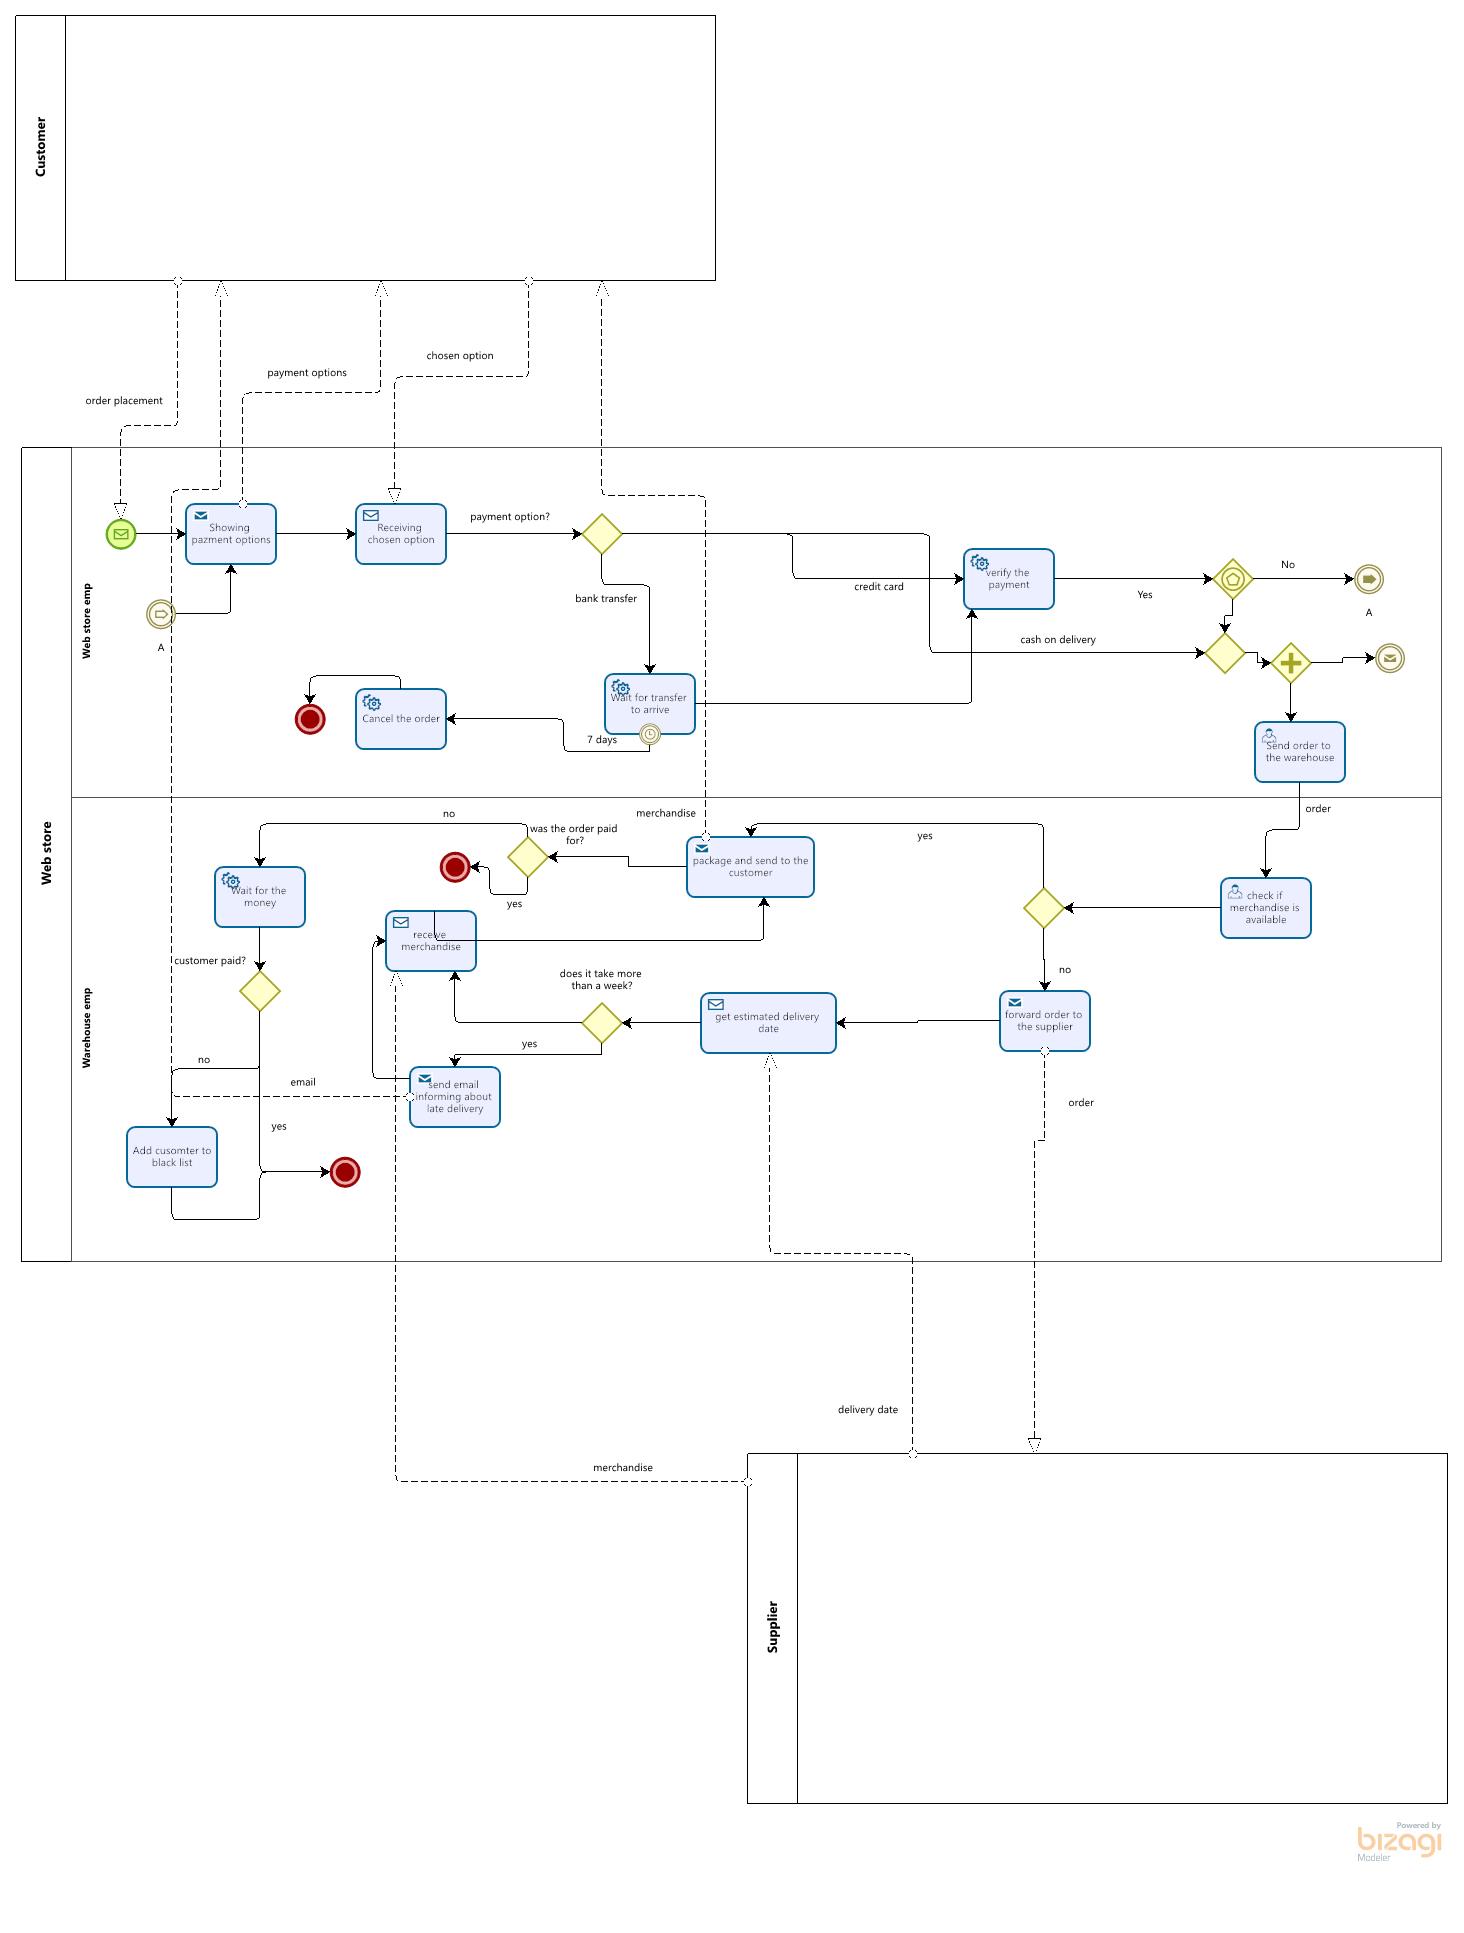 Customer
chosen option
payment options
order placement
Web store
Web store emp
Showing
pazment options
Receiving
chosen option
payment option?
credit card
verify the
payment
No
Yes
A
bank transfer
cash on delivery
A
Wait for transfer
to arrive
Cancel the order
7 days
Send order to
the warehouse
order
Warehouse emp
no
merchandise
was the order paid
for?
yes
package and send to the
customer
yes
Wait for the
money
check if
merchandise is
available
receive
merchandise
customer paid?
no
does it take more
than a week?
get estimated delivery
date
forward order to
the supplier
yes
no
email
send email
informing about
late delivery
order
yes
Add cusomter to
black list
delivery date
merchandise
Supplier
Powered by
bizagi
Modeler